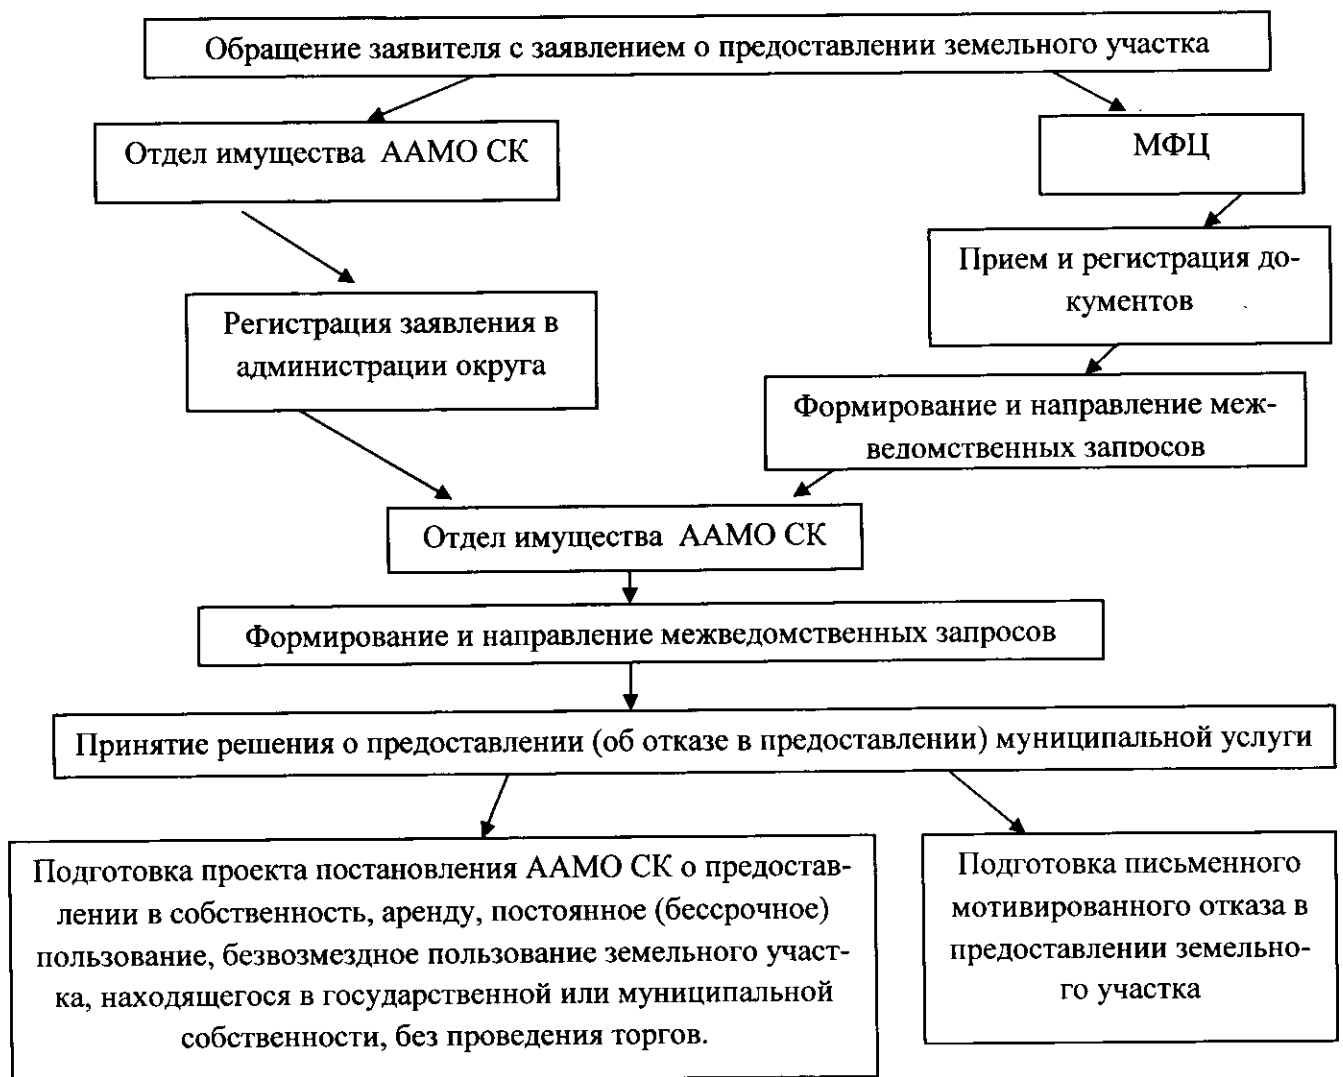 Обращение заявителя с заявлением о предоставлении земельного участка
Отдел имущества ААМО СК
МФЦ
Прием и регистрация до-
кументов
Регистрация заявления в
администрации округа
Формирование и направление меж-
ведомственных запросов
Отдел имущества ААМО СК
Формирование и направление межведомственных запросов
Принятие решения о предоставлении (об отказе в предоставлении) муниципальной услуги
Подготовка проекта постановления ААМО СК о предостав-
лении в собственность, аренду, постоянное (бессрочное)
пользование, безвозмездное пользование земельного участ-
ка, находящегося в государственной или муниципальной
собственности, без проведения торгов.
Подготовка письменного
мотивированного отказа в
предоставлении земельно-
го участка